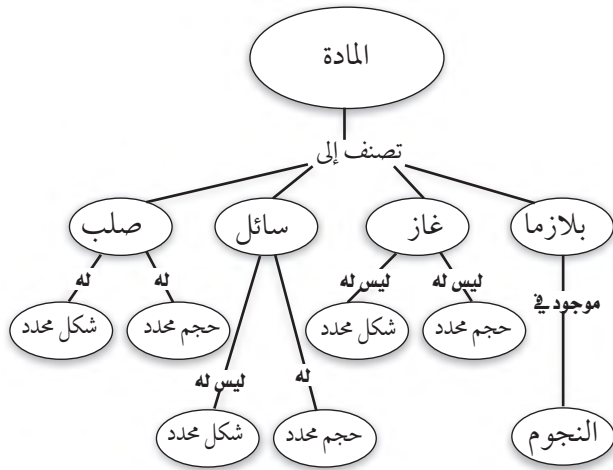 المادة
تصنف إلى
بلازما
غاز
سائل
صلب
موجود في
ليس له
ليس له
له
له
حجم محدد
شكل محدد
حجم محدد
شكل محدد
له
ليس له
النجوم
حجم محدد
شكل محدد